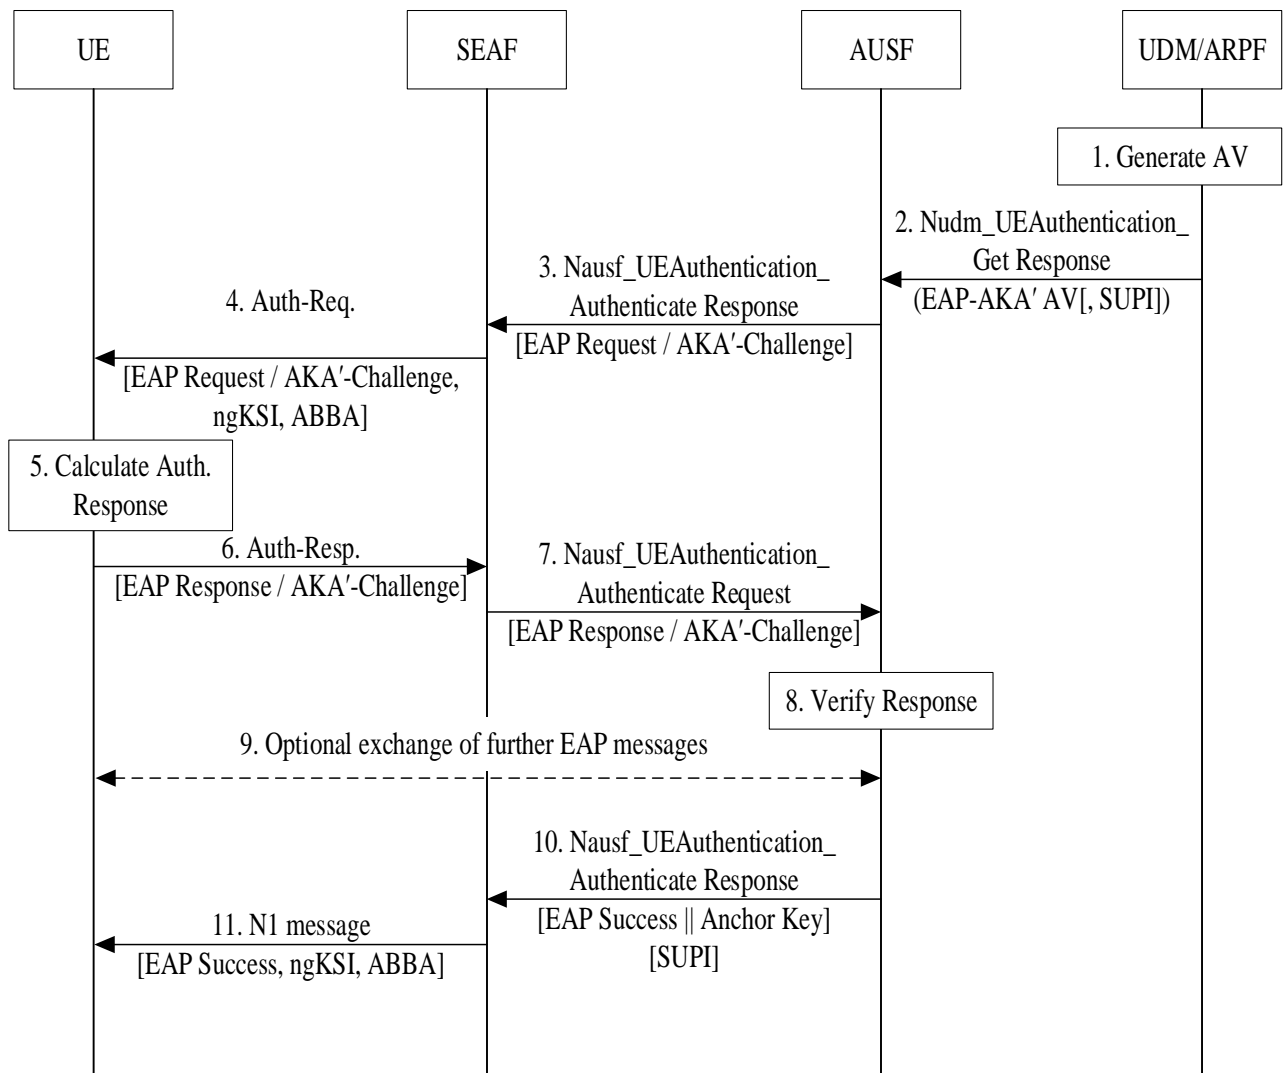 UE
SEAF
AUSF
UDM/ARPF
1. Generate AV
2. Nudm_UEAuthentication_
Get Response
(EAP-AKA′ AV[, SUPI])
3. Nausf_UEAuthentication_
Authenticate Response
[EAP Request / AKA′-Challenge]
4. Auth-Req.
[EAP Request / AKA′-Challenge,
ngKSI, ABBA]
5. Calculate Auth.
Response
6. Auth-Resp.
[EAP Response / AKA′-Challenge]
7. Nausf_UEAuthentication_
Authenticate Request
[EAP Response / AKA′-Challenge]
8. Verify Response
9. Optional exchange of further EAP messages
10. Nausf_UEAuthentication_
Authenticate Response
[EAP Success || Anchor Key]
[SUPI]
11. N1 message
[EAP Success, ngKSI, ABBA]